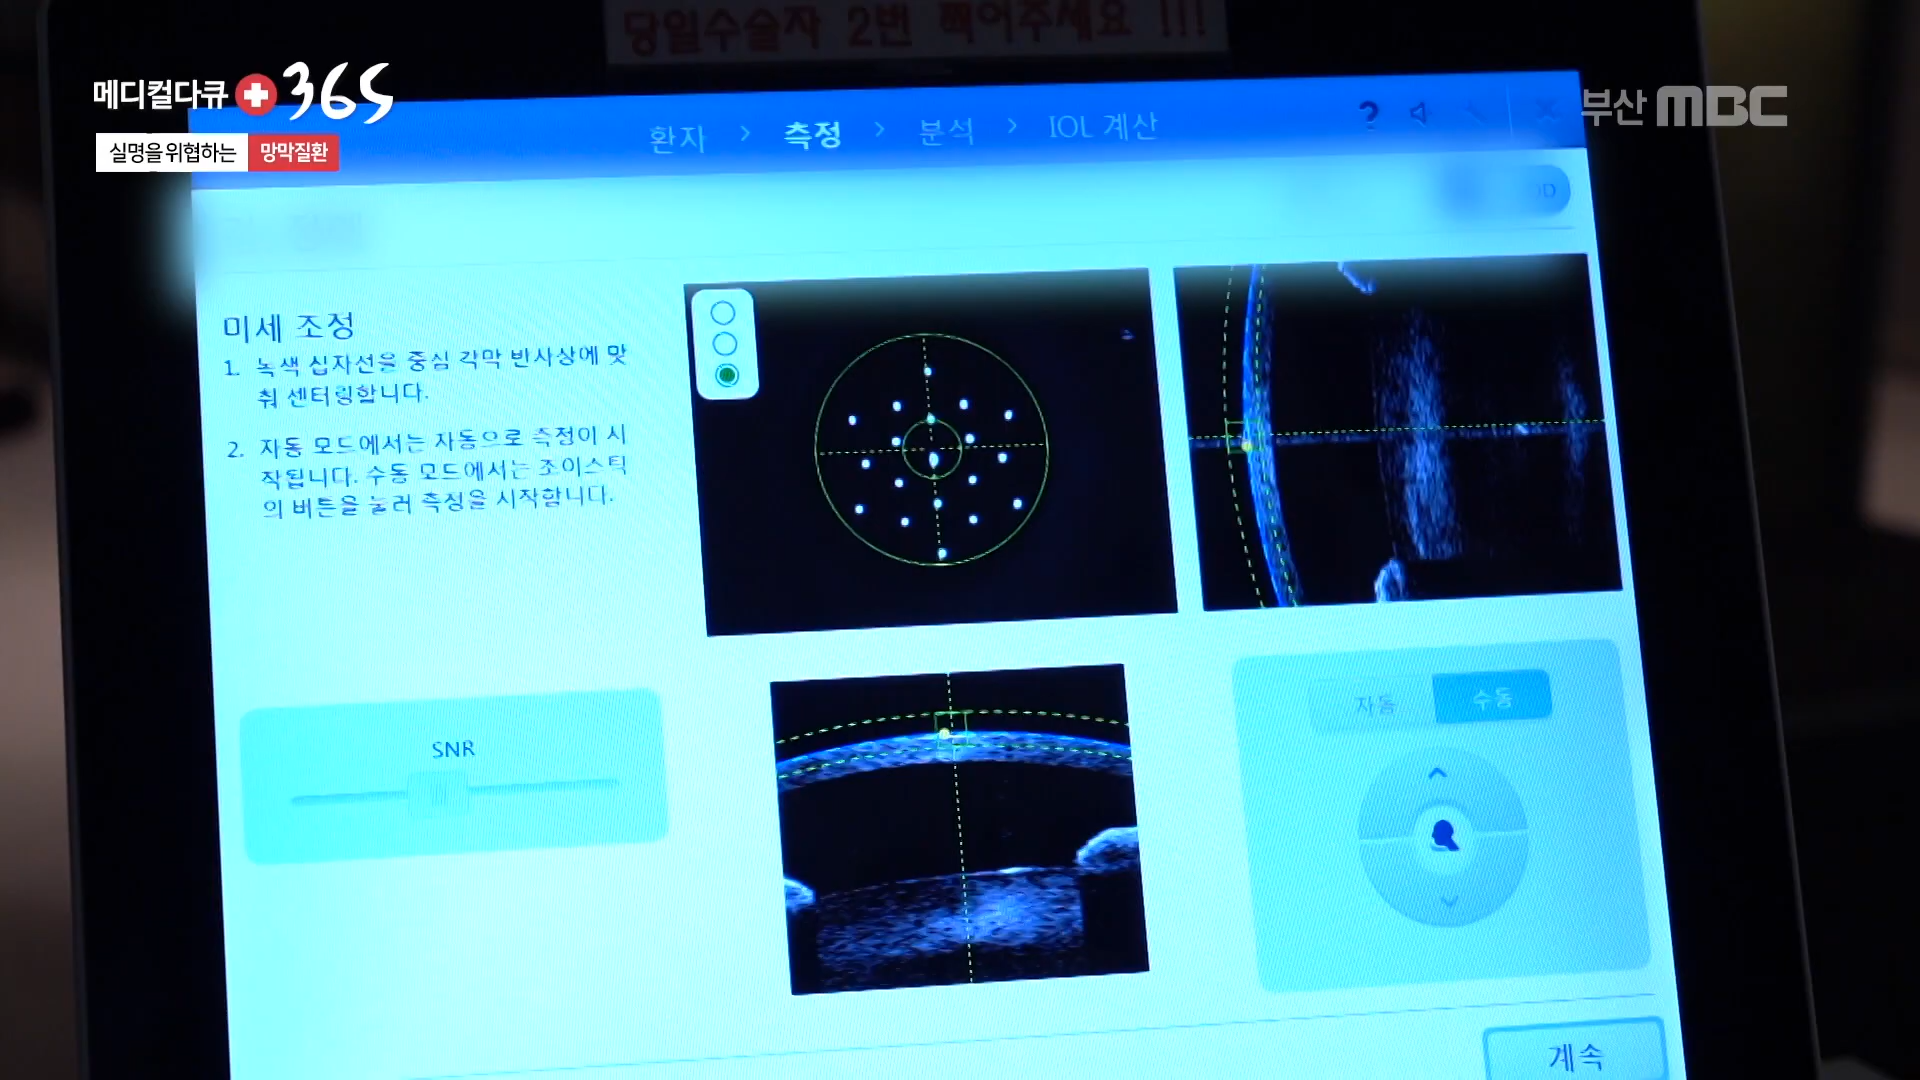 당일수술자 2번 찍어주세요 !!!
메디컬다큐 365
실명을 위협하는 망막질환
부산 MBC
환자 > 측정 > 분석 > IOL 계산
?
미세 조정
1. 녹색 십자선을 중심 각막 반사상에 맞
춰 센터링합니다.
2. 자동 모드에서는 자동으로 측정이 시
작됩니다. 수동 모드에서는 조이스틱
의 버튼을 눌러 측정을 시작합니다.
SNR
자동 수동
계속